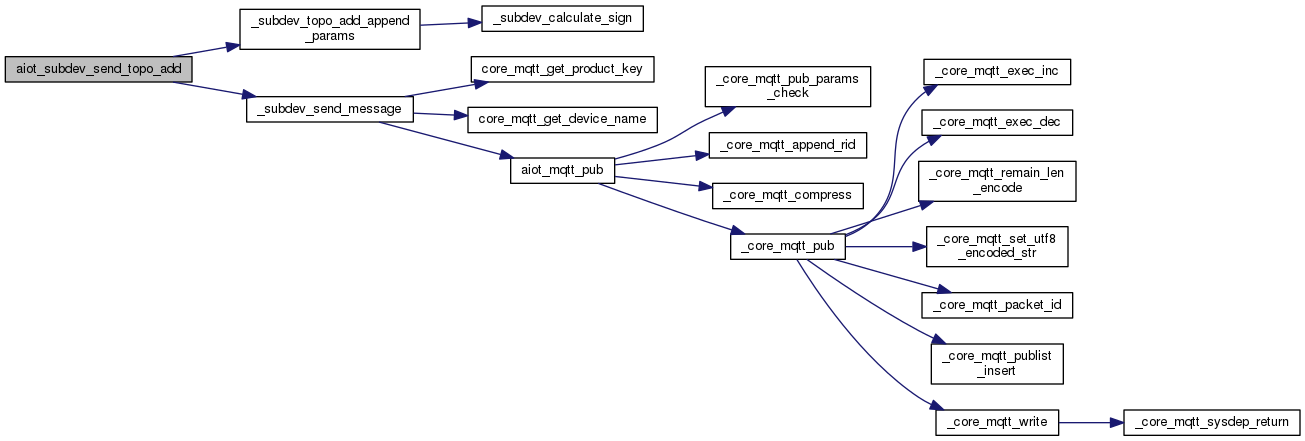 aiot_subdev_send_topo_add
_subdev_topo_add_append
_params
_subdev_calculate_sign
_subdev_send_message
core_mqtt_get_product_key
core_mqtt_get_device_name
aiot_mqtt_pub
_core_mqtt_pub_params
_check
_core_mqtt_append_rid
_core_mqtt_compress
_core_mqtt_pub
_core_mqtt_exec_inc
_core_mqtt_exec_dec
_core_mqtt_remain_len
_encode
_core_mqtt_set_utf8
_encoded_str
_core_mqtt_packet_id
_core_mqtt_publist
_insert
_core_mqtt_write
_core_mqtt_sysdep_return